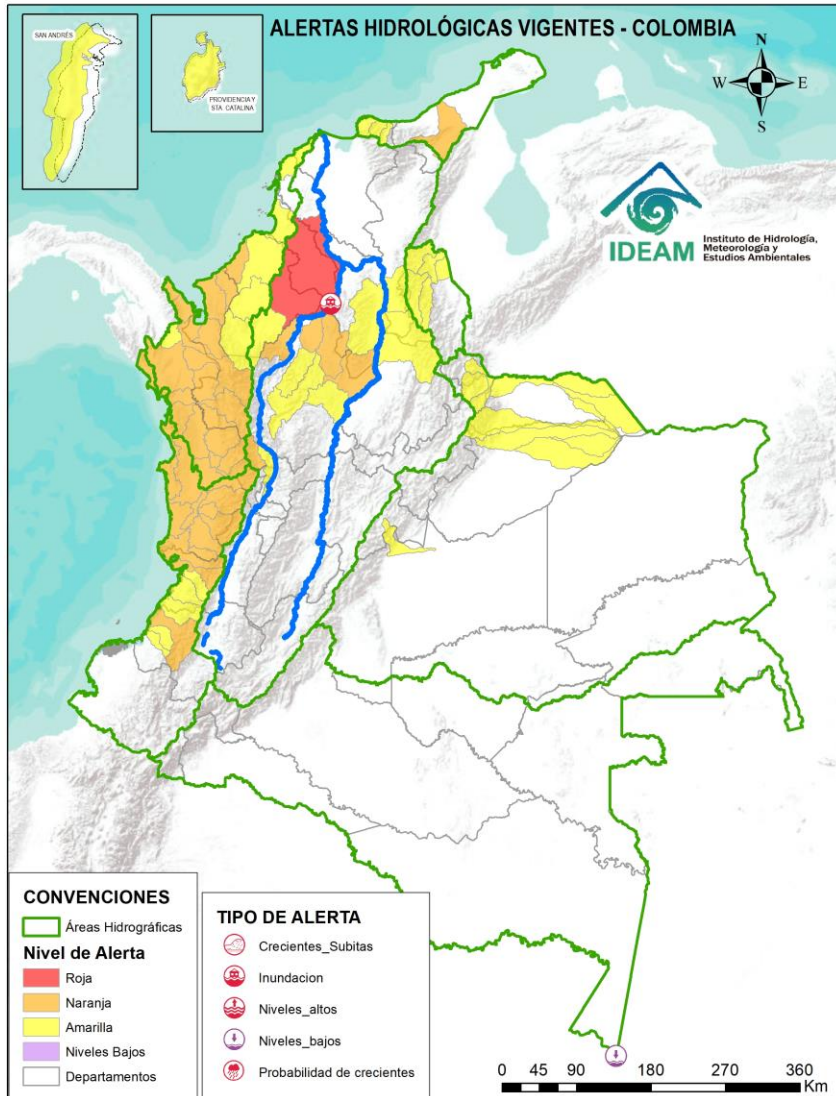 ALERTAS HIDROLÓGICAS VIGENTES - COLOMBIA
SAN ANDRÉS
PROVIDENCIA Y
STA. CATALINA
N
W
E
S
IDEAM
Instituto de Hidrología,
Meteorología y
Estudios Ambientales
CONVENCIONES
Áreas Hidrográficas
Nivel de Alerta
Roja
Naranja
Amarilla
Niveles Bajos
Departamentos
TIPO DE ALERTA
Crecientes_Subitas
Inundacion
Niveles_altos
Niveles_bajos
Probabilidad de crecientes
0 45 90 180 270 360
Km